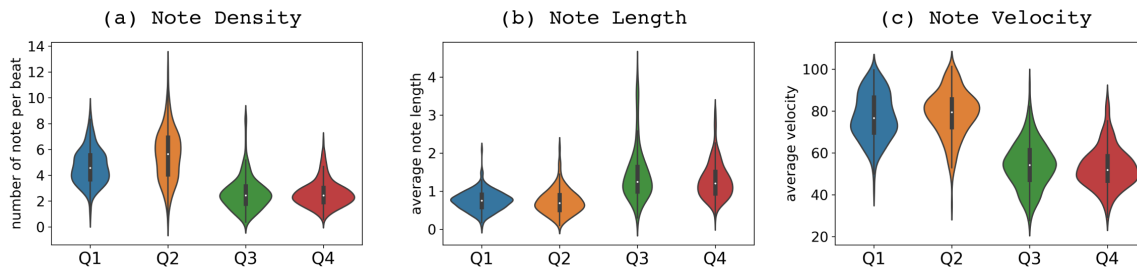 (a) Note Density
(b) Note Length
(c) Note Velocity
number of note per beat
14
12
10
8
6
4
2
0
Q1 Q2 Q3 Q4
average note length
4
3
2
1
0
Q1 Q2 Q3 Q4
average velocity
100
80
60
40
20
Q1 Q2 Q3 Q4